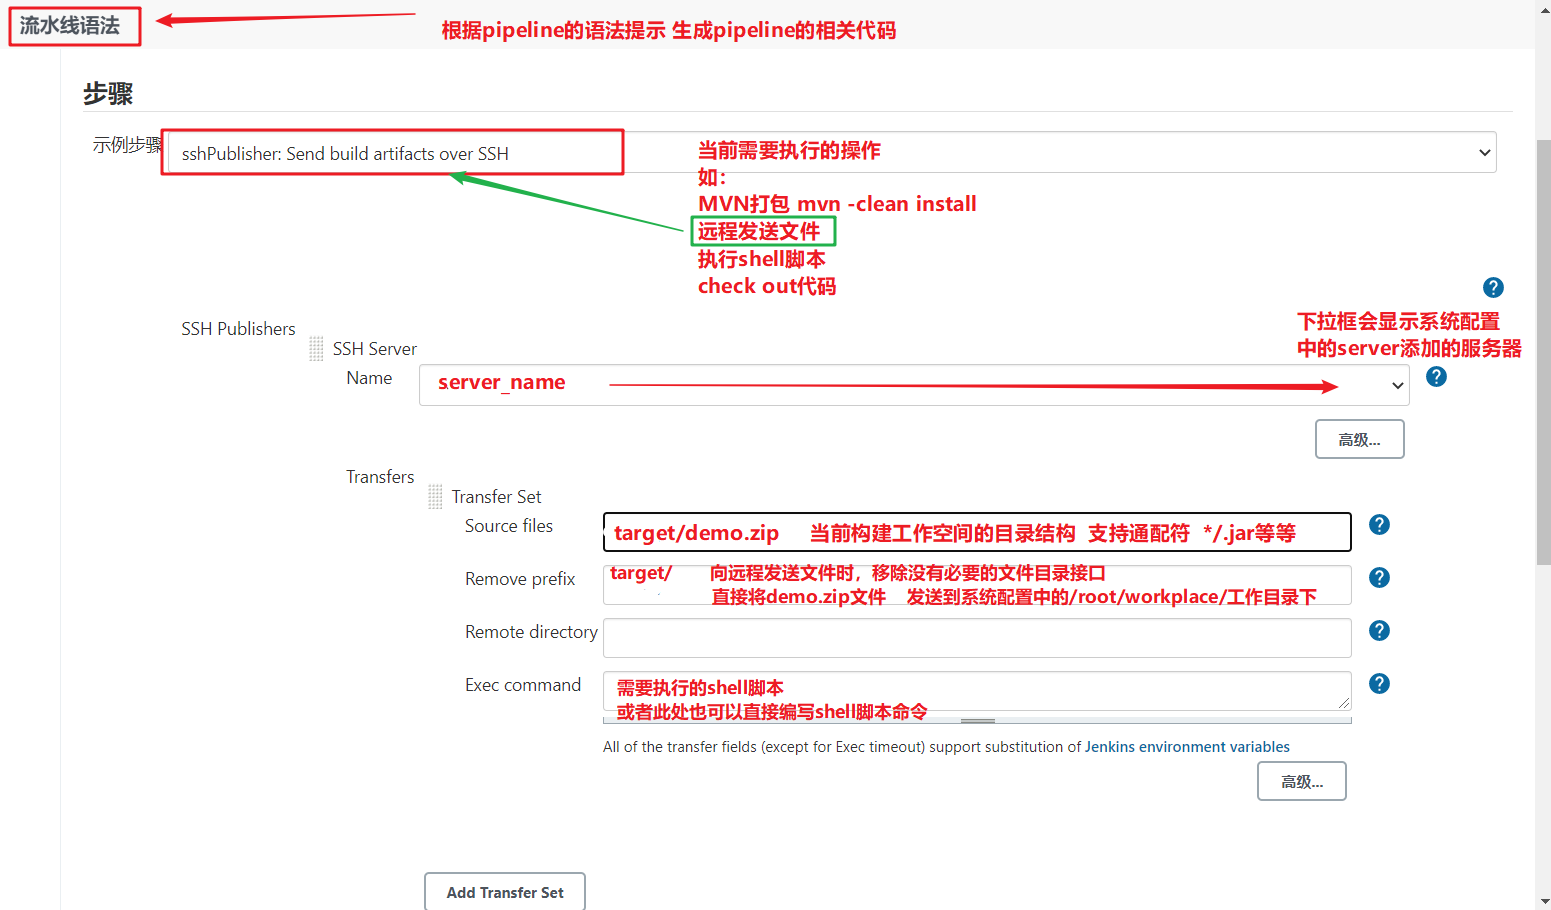 流水线语法
根据pipeline的语法提示 生成pipeline的相关代码
步骤
示例步骤
sshPublisher: Send build artifacts over SSH
当前需要执行的操作
如：
MVN打包 mvn -clean install
远程发送文件
执行shell脚本
check out代码
?
下拉框会显示系统配置
中的server添加的服务器
SSH Publishers
SSH Server
Name
server_name
?
高级...
Transfers
Transfer Set
Source files
target/demo.zip 当前构建工作空间的目录结构 支持通配符 */.jar等等
?
Remove prefix
target/ 向远程发送文件时，移除没有必要的文件目录接口
直接将demo.zip文件 发送到系统配置中的/root/workplace/工作目录下
?
Remote directory
?
Exec command
需要执行的shell脚本
或者此处也可以直接编写shell脚本命令
?
All of the transfer fields (except for Exec timeout) support substitution of Jenkins environment variables
高级...
Add Transfer Set